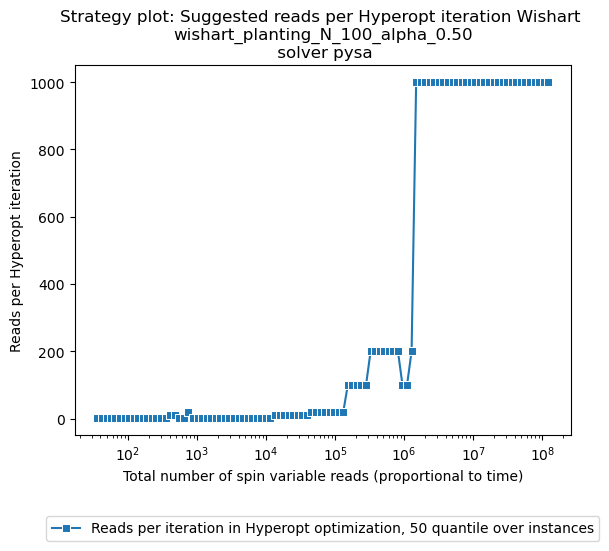 Strategy plot: Suggested reads per Hyperopt iteration Wishart
wishart_planting_N_100_alpha_0.50
solver pysa
1000
800
600
400
200
0
Reads per Hyperopt iteration
10² 10³ 10⁴ 10⁵ 10⁶ 10⁷ 10⁸
Total number of spin variable reads (proportional to time)
Reads per iteration in Hyperopt optimization, 50 quantile over instances